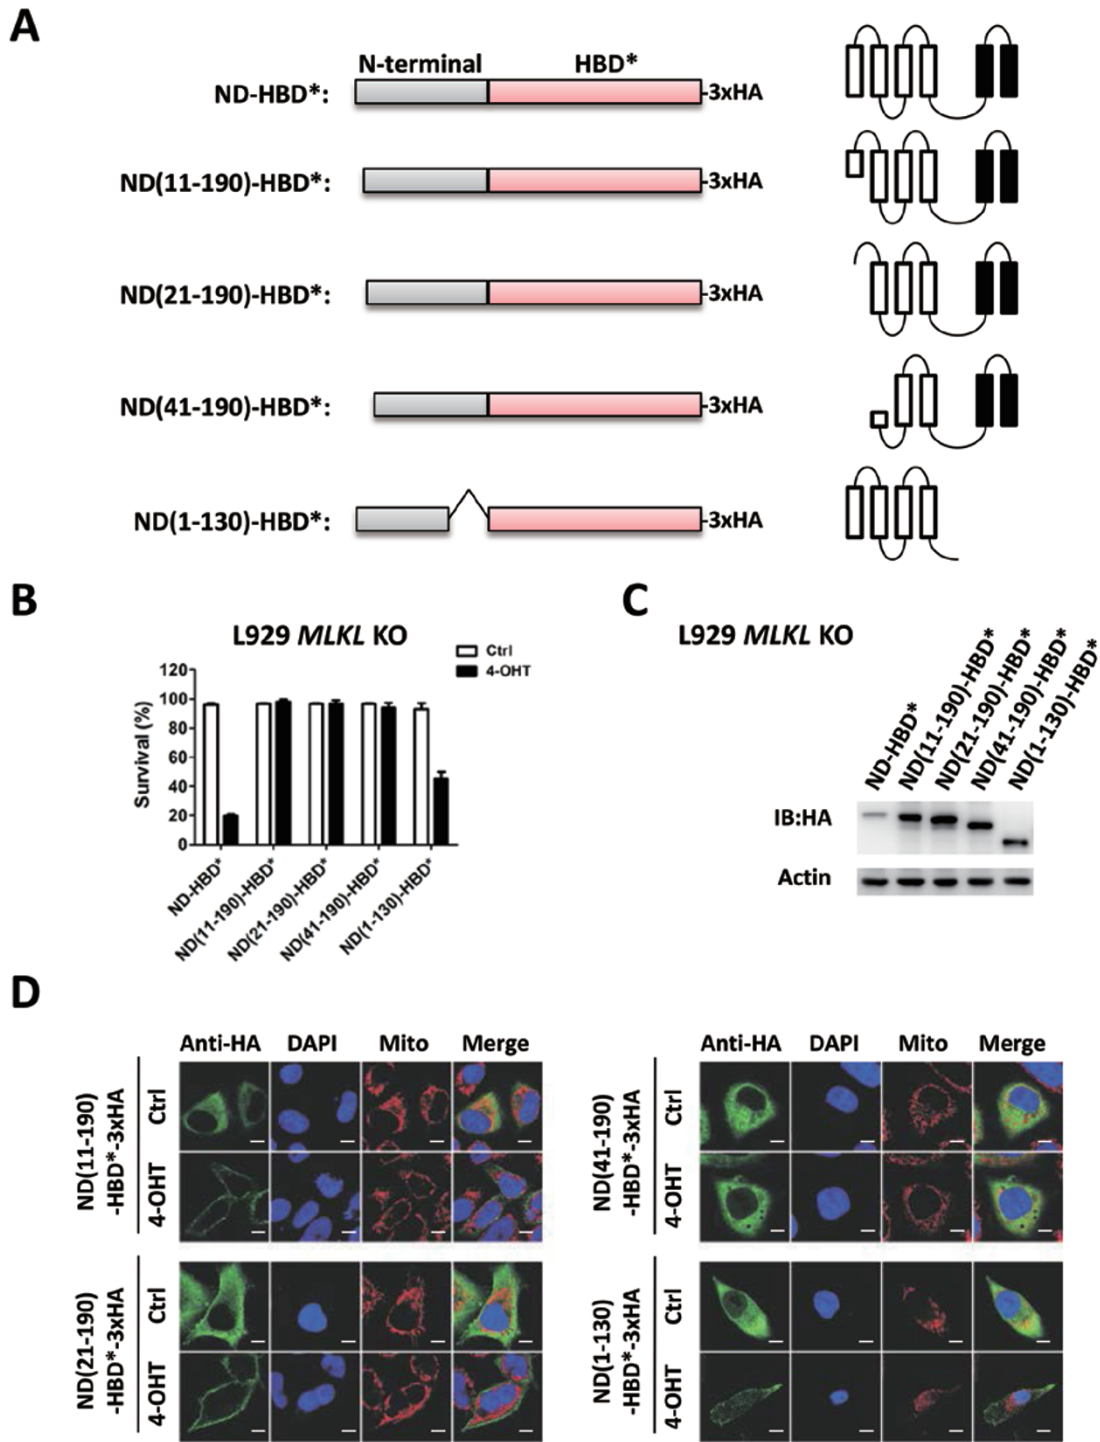 A
N-terminal HBD*
ND-HBD*: -3xHA
ND(11-190)-HBD*: -3xHA
ND(21-190)-HBD*: -3xHA
ND(41-190)-HBD*: -3xHA
ND(1-130)-HBD*: -3xHA
B
L929 MLKL KO
Ctrl
4-OHT
Survival (%)
120
100
80
60
40
20
0
ND-HBD*
ND(11-190)-HBD*
ND(21-190)-HBD*
ND(41-190)-HBD*
ND(1-130)-HBD*
C
L929 MLKL KO
ND-HBD*
ND(11-190)-HBD*
ND(21-190)-HBD*
ND(41-190)-HBD*
ND(1-130)-HBD*
IB:HA
Actin
D
Anti-HA DAPI Mito Merge
ND(11-190)
-HBD*-3xHA
Ctrl
4-OHT
ND(21-190)
-HBD*-3xHA
Ctrl
4-OHT
Anti-HA DAPI Mito Merge
ND(41-190)
-HBD*-3xHA
Ctrl
4-OHT
ND(1-130)
-HBD*-3xHA
Ctrl
4-OHT